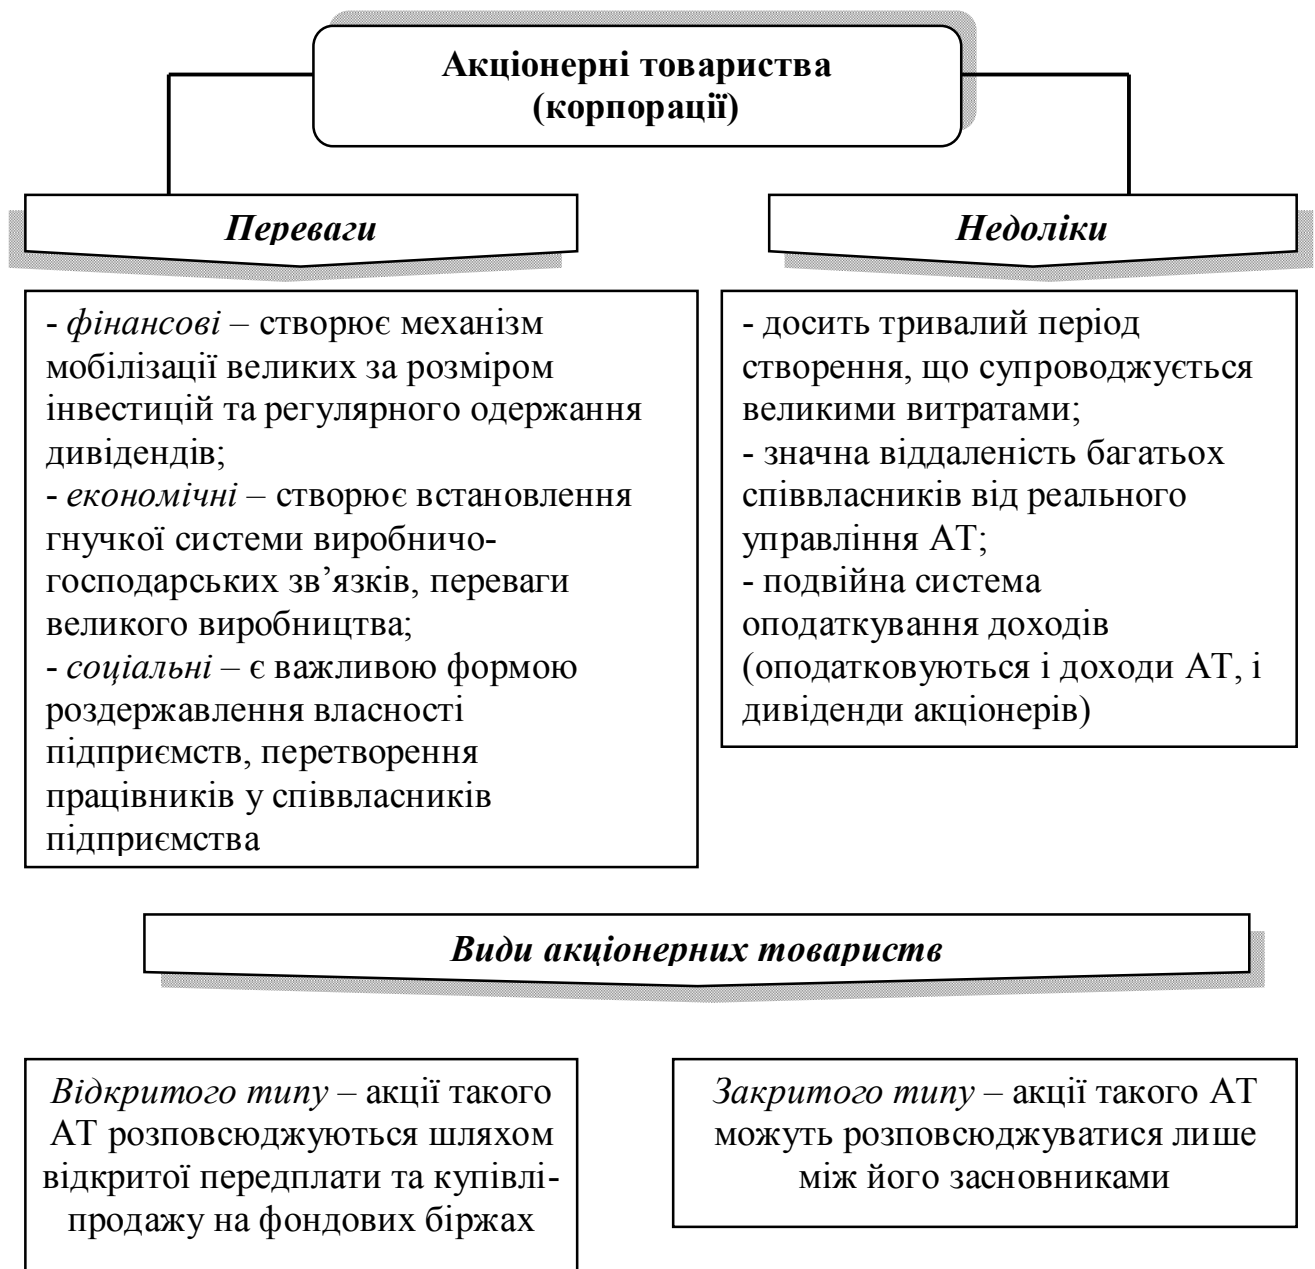 Акціонерні товариства
(корпорації)
Переваги
Недоліки
- фінансові – створює механізм
мобілізації великих за розміром
інвестицій та регулярного одержання
дивідендів;
- економічні – створює встановлення
гнучкої системи виробничо-
господарських зв’язків, переваги
великого виробництва;
- соціальні – є важливою формою
роздержавлення власності
підприємств, перетворення
працівників у співвласників
підприємства
- досить тривалий період
створення, що супроводжується
великими витратами;
- значна віддаленість багатьох
співвласників від реального
управління АТ;
- подвійна система
оподаткування доходів
(оподатковуються і доходи АТ, і
дивіденди акціонерів)
Види акціонерних товариств
Відкритого типу – акції такого
АТ розповсюджуються шляхом
відкритої передплати та купівлі-
продажу на фондових біржах
Закритого типу – акції такого АТ
можуть розповсюджуватися лише
між його засновниками